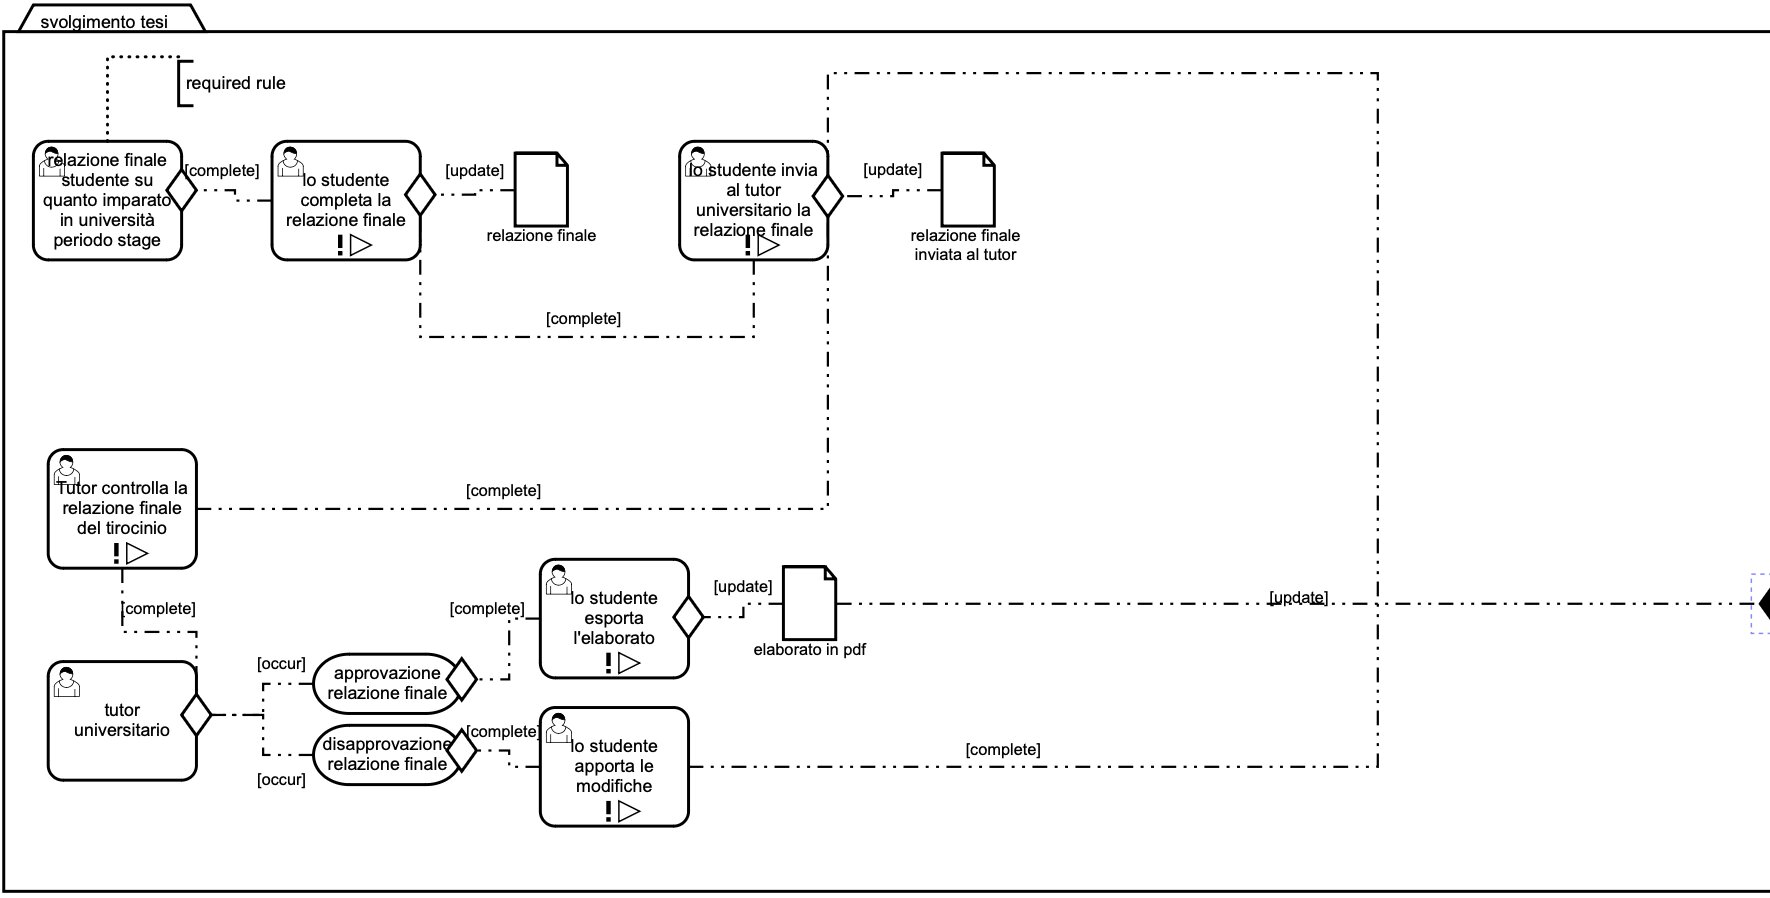 svolgimento tesi
required rule
relazione finale
studente su
quanto imparato
in università
periodo stage
[complete]
lo studente
completa la
relazione finale
[update]
relazione finale
lo studente invia
al tutor
universitario la
relazione finale
[update]
relazione finale
inviata al tutor
[complete]
Tutor controlla la
relazione finale
del tirocinio
[complete]
[complete]
tutor
universitario
[occur]
approvazione
relazione finale
[occur]
disapprovazione
relazione finale
[complete]
lo studente
esporta
l'elaborato
[update]
elaborato in pdf
[update]
[complete]
lo studente
apporta le
modifiche
[complete]